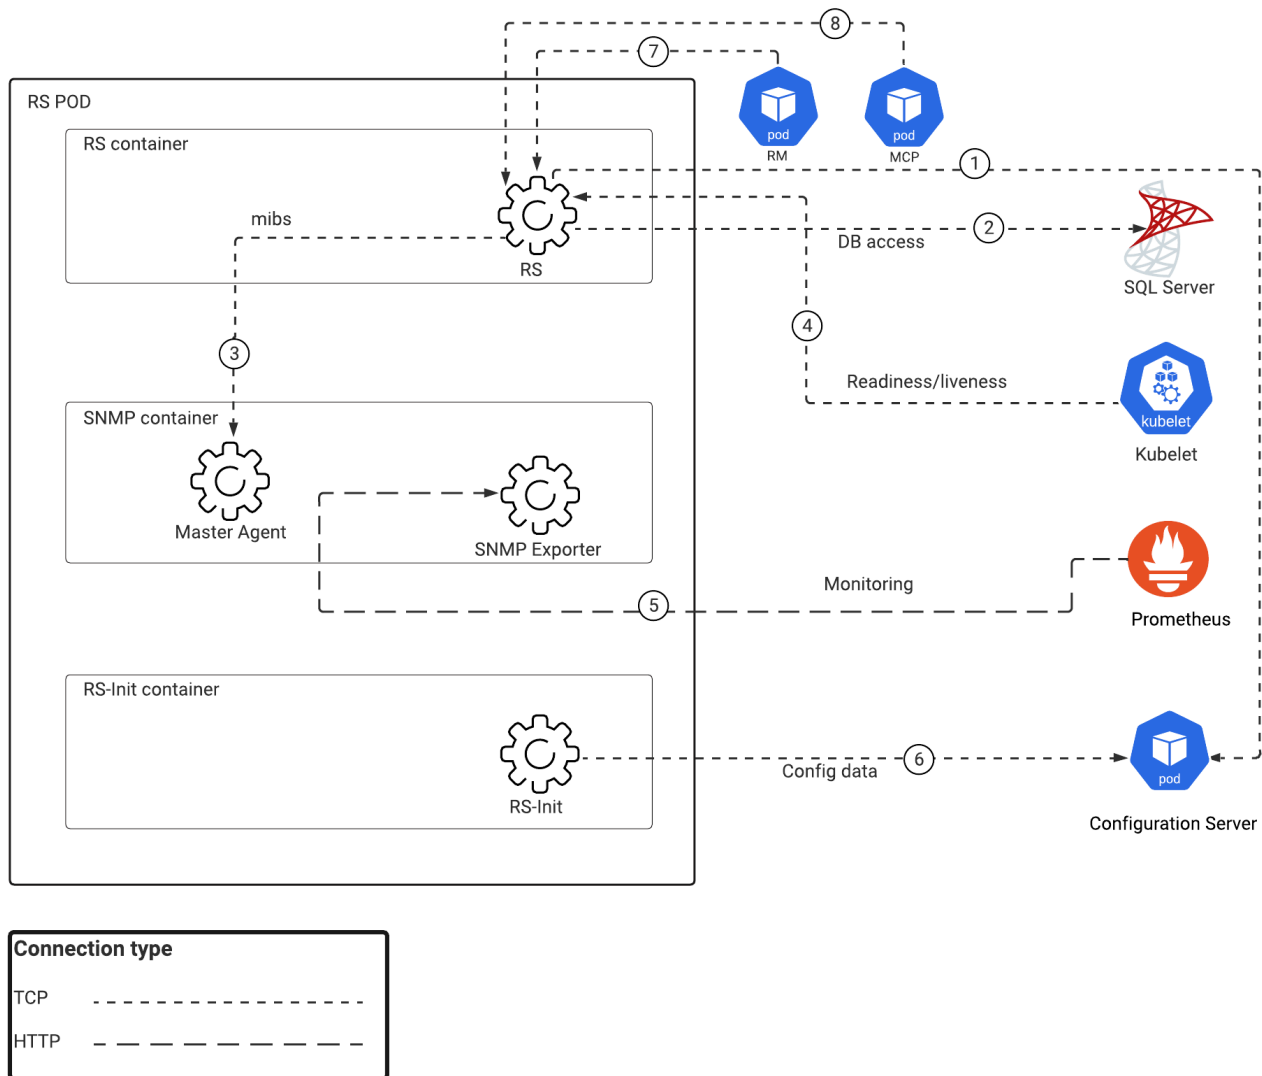 8
7
RS POD
RS container
pod
RM
pod
MCP
1
mibs
2
DB access
RS
SQL Server
4
3
Readiness/liveness
SNMP container
kubelet
Kubelet
Master Agent
SNMP Exporter
Monitoring
5
Prometheus
RS-Init container
6
Config data
pod
RS-Init
Configuration Server
Connection type
TCP
HTTP